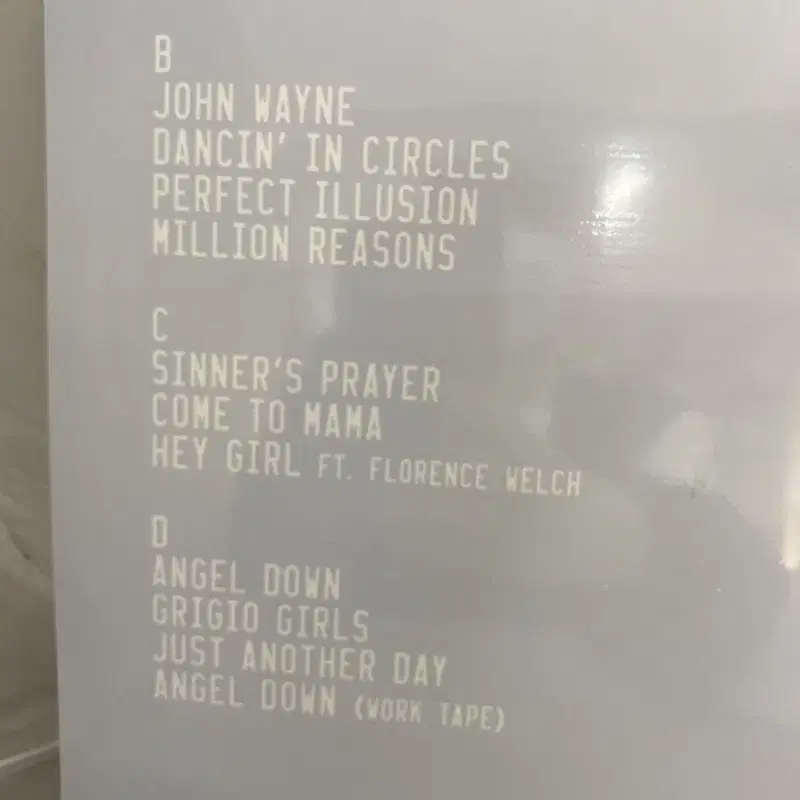 B
JOHN WAYNE
DANCIN' IN CIRCLES
PERFECT ILLUSION
MILLION REASONS
C
SINNER'S PRAYER
COME TO MAMA
HEY GIRL FT. FLORENCE WELCH
D
ANGEL DOWN
GRIGIO GIRLS
JUST ANOTHER DAY
ANGEL DOWN (WORK TAPE)